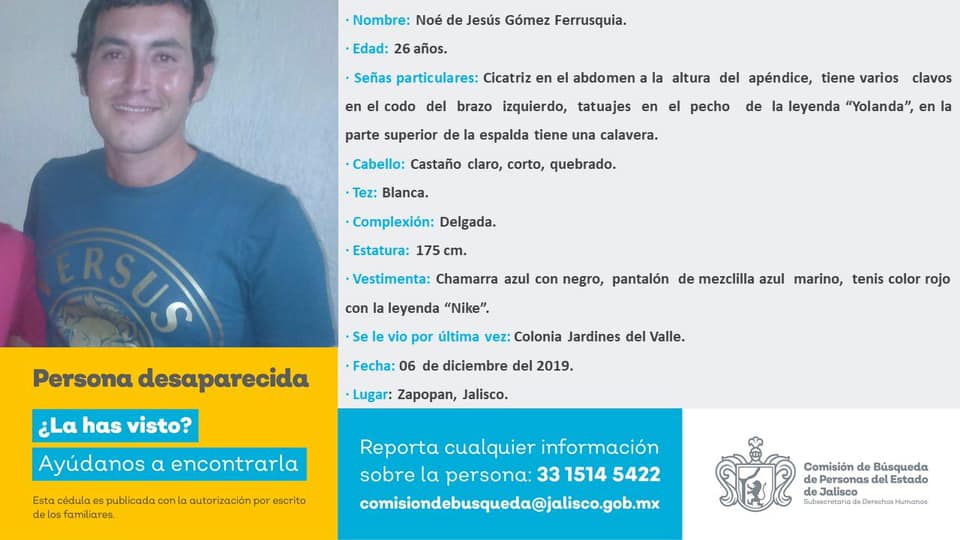 · Nombre: Noé de Jesús Gómez Ferrusquia.
· Edad: 26 años.
· Señas particulares: Cicatriz en el abdomen a la altura del apéndice, tiene varios clavos
en el codo del brazo izquierdo, tatuajes en el pecho de la leyenda “Yolanda”, en la
parte superior de la espalda tiene una calavera.
· Cabello: Castaño claro, corto, quebrado.
· Tez: Blanca.
· Complexión: Delgada.
· Estatura: 175 cm.
· Vestimenta: Chamarra azul con negro, pantalón de mezclilla azul marino, tenis color rojo
con la leyenda “Nike”.
· Se le vio por última vez: Colonia Jardines del Valle.
· Fecha: 06 de diciembre del 2019.
· Lugar: Zapopan, Jalisco.
VERSUS
Persona desaparecida
¿La has visto?
Ayúdanos a encontrarla
Esta cédula es publicada con la autorización por escrito
de los familiares.
Reporta cualquier información
sobre la persona: 33 1514 5422
comisiondebusqueda@jalisco.gob.mx
Comisión de Búsqueda
de Personas del Estado
de Jalisco
Subsecretaría de Derechos Humanos